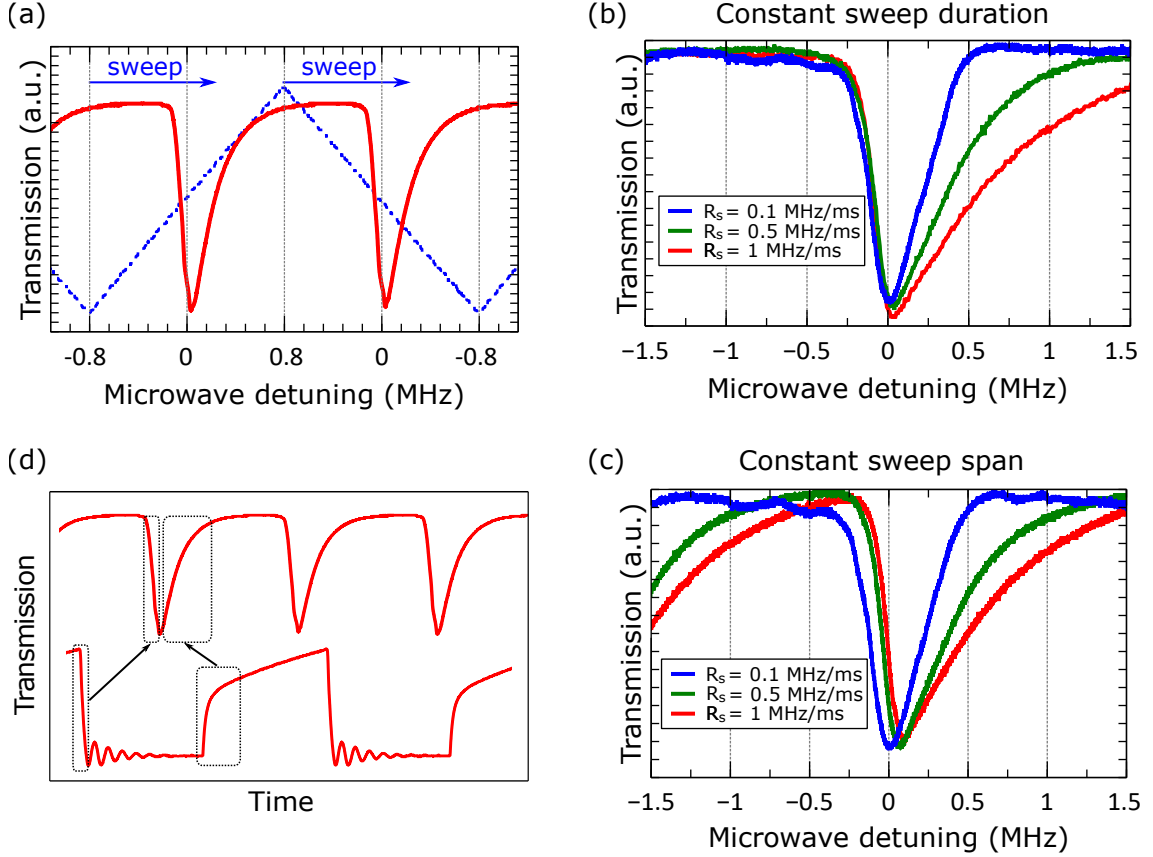 (a)
sweep
sweep
Transmission (a.u.)
-0.8
0
0.8
0
-0.8
Microwave detuning (MHz)
(b)
Constant sweep duration
Transmission (a.u.)
Rs = 0.1 MHz/ms
Rs = 0.5 MHz/ms
Rs = 1 MHz/ms
−1.5
−1
−0.5
0
0.5
1
1.5
Microwave detuning (MHz)
(d)
Transmission
Time
(c)
Constant sweep span
Transmission (a.u.)
Rs = 0.1 MHz/ms
Rs = 0.5 MHz/ms
Rs = 1 MHz/ms
−1.5
−1
−0.5
0
0.5
1
1.5
Microwave detuning (MHz)